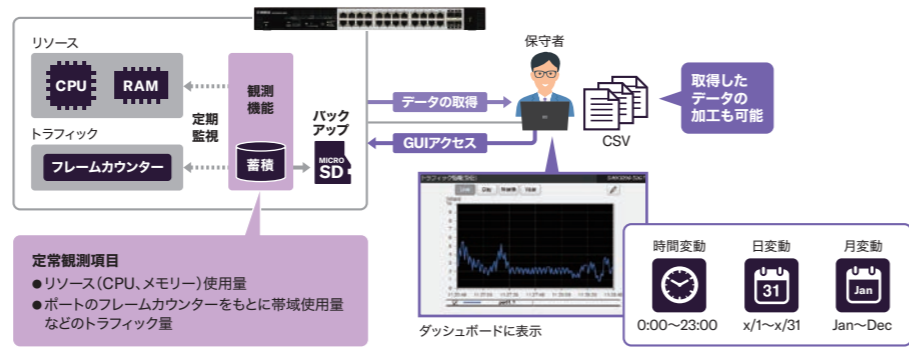 YAMAHA
リソース
CPU
RAM
トラフィック
フレームカウンター
定期
監視
観測
機能
蓄積
バック
アップ
MICRO
SD
データの取得
GUIアクセス
保守者
CSV
取得した
データの
加工も可能
定常観測項目
●リソース(CPU、メモリー)使用量
●ポートのフレームカウンターをもとに帯域使用量
などのトラフィック量
Live
Day
Month
Year
ダッシュボードに表示
時間変動
0:00〜23:00
日変動
31
x/1〜x/31
月変動
Jan
Jan〜Dec